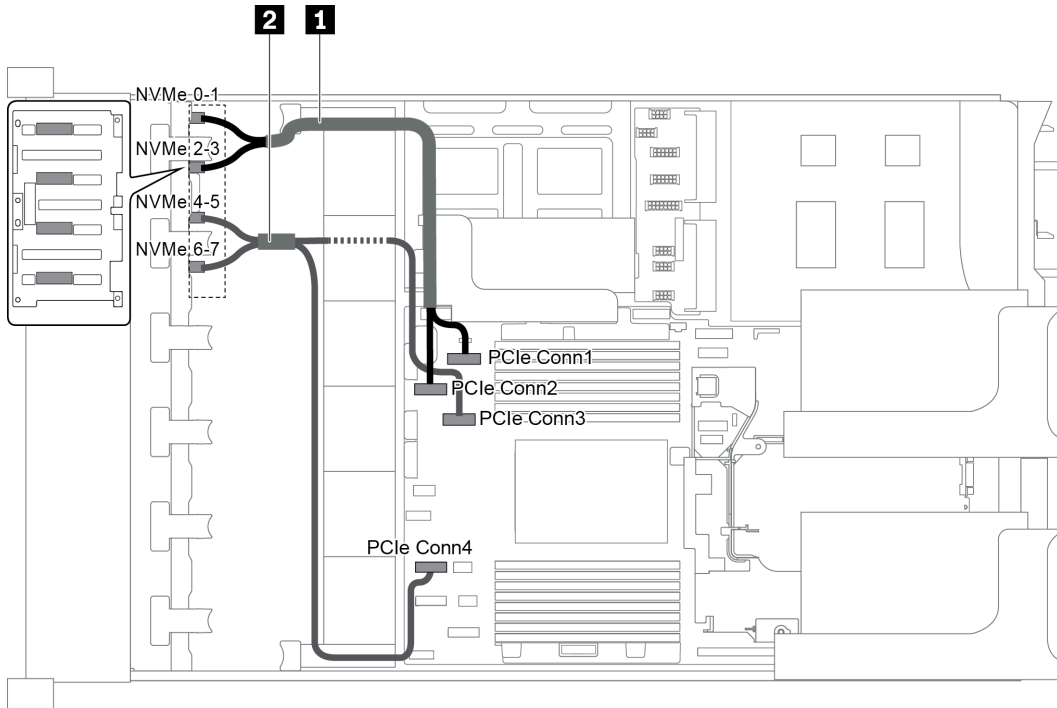 2 1
NVMe 0-1
NVMe 2-3
NVMe 4-5
NVMe 6-7
PCIe Conn1
PCIe Conn2
PCIe Conn3
PCIe Conn4